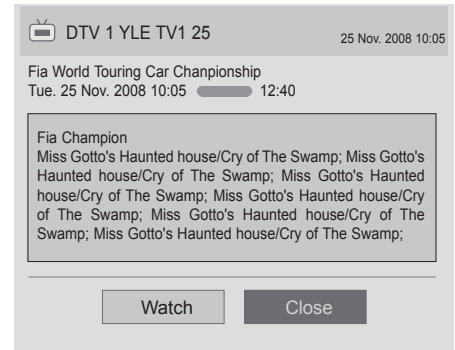 DTV 1 YLE TV1 25
25 Nov. 2008 10:05
Fia World Touring Car Chanpionship
Tue. 25 Nov. 2008 10:05 12:40
Fia Champion
Miss Gotto's Haunted house/Cry of The Swamp; Miss Gotto's
Haunted house/Cry of The Swamp; Miss Gotto's Haunted
house/Cry of The Swamp; Miss Gotto's Haunted house/Cry
of The Swamp; Miss Gotto's Haunted house/Cry of The
Swamp; Miss Gotto's Haunted house/Cry of The Swamp;
Watch
Close